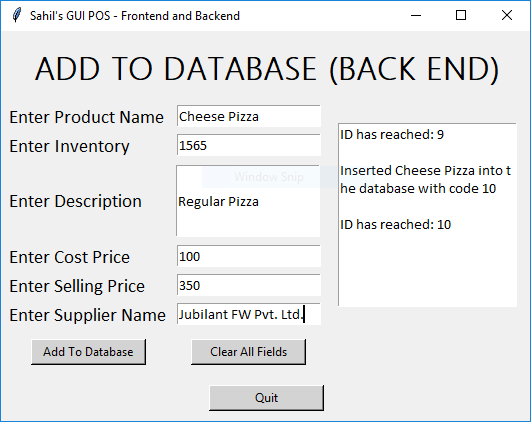 Sahil's GUI POS - Frontend and Backend
ADD TO DATABASE (BACK END)
Enter Product Name
Cheese Pizza
Enter Inventory
1565
Enter Description
Regular Pizza
Enter Cost Price
100
Enter Selling Price
350
Enter Supplier Name
Jubilant FW Pvt. Ltd.
ID has reached: 9
Inserted Cheese Pizza into t
he database with code 10
ID has reached: 10
Window Snip
Add To Database
Clear All Fields
Quit